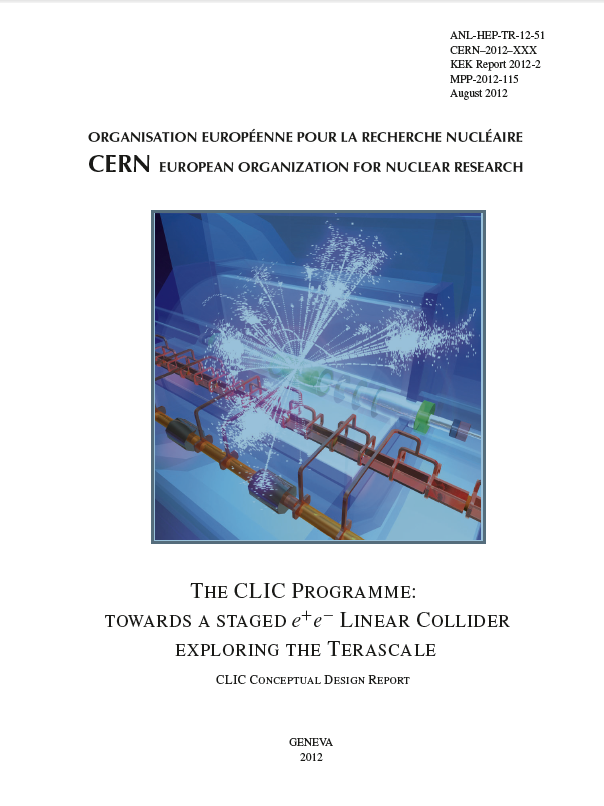 ANL-HEP-TR-12-51
CERN–2012–XXX
KEK Report 2012-2
MPP-2012-115
August 2012
ORGANISATION EUROPÉENNE POUR LA RECHERCHE NUCLÉAIRE
CERN EUROPEAN ORGANIZATION FOR NUCLEAR RESEARCH
THE CLIC PROGRAMME:
TOWARDS A STAGED e⁺e⁻ LINEAR COLLIDER
EXPLORING THE TERASCALE
CLIC CONCEPTUAL DESIGN REPORT
GENEVA
2012